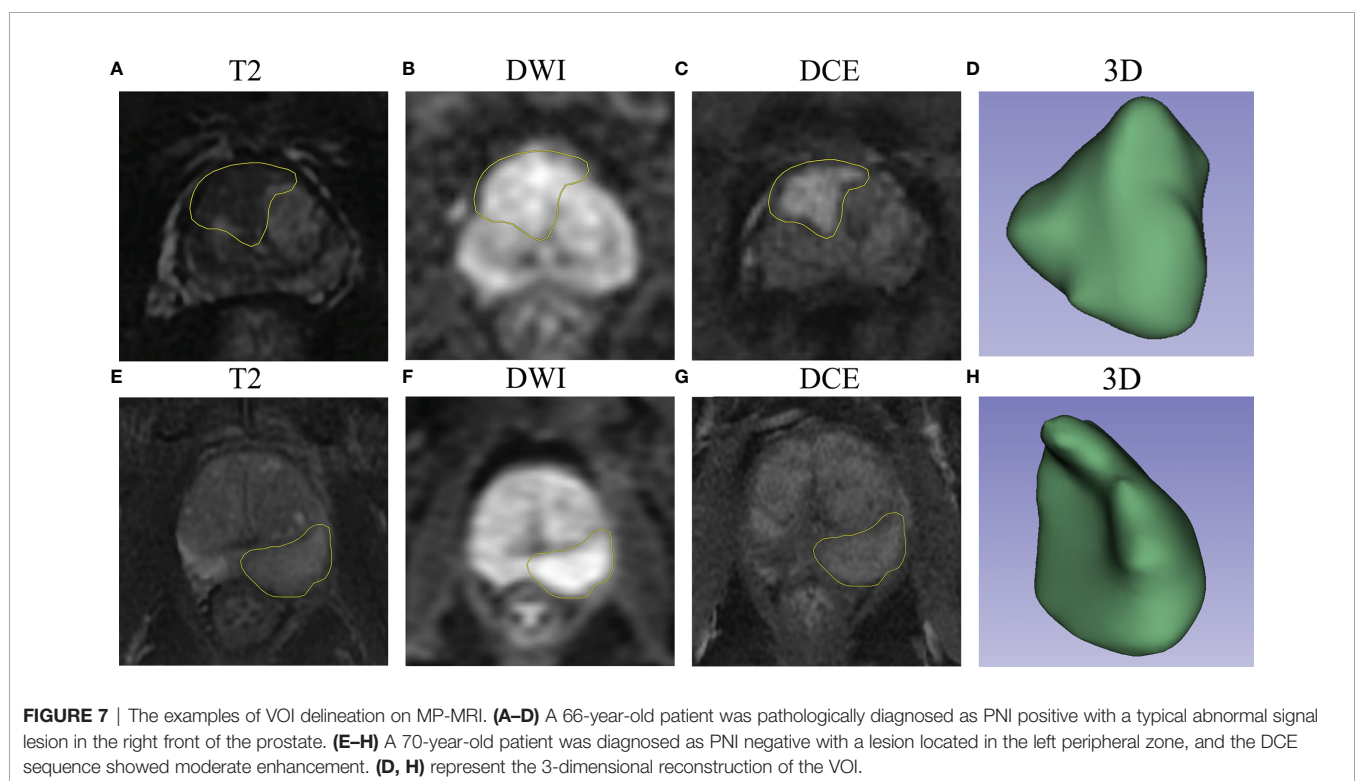 A T2 B DWI C DCE D 3D
E T2 F DWI G DCE H 3D
FIGURE 7 | The examples of VOI delineation on MP-MRI. (A–D) A 66-year-old patient was pathologically diagnosed as PNI positive with a typical abnormal signal
lesion in the right front of the prostate. (E–H) A 70-year-old patient was diagnosed as PNI negative with a lesion located in the left peripheral zone, and the DCE
sequence showed moderate enhancement. (D, H) represent the 3-dimensional reconstruction of the VOI.